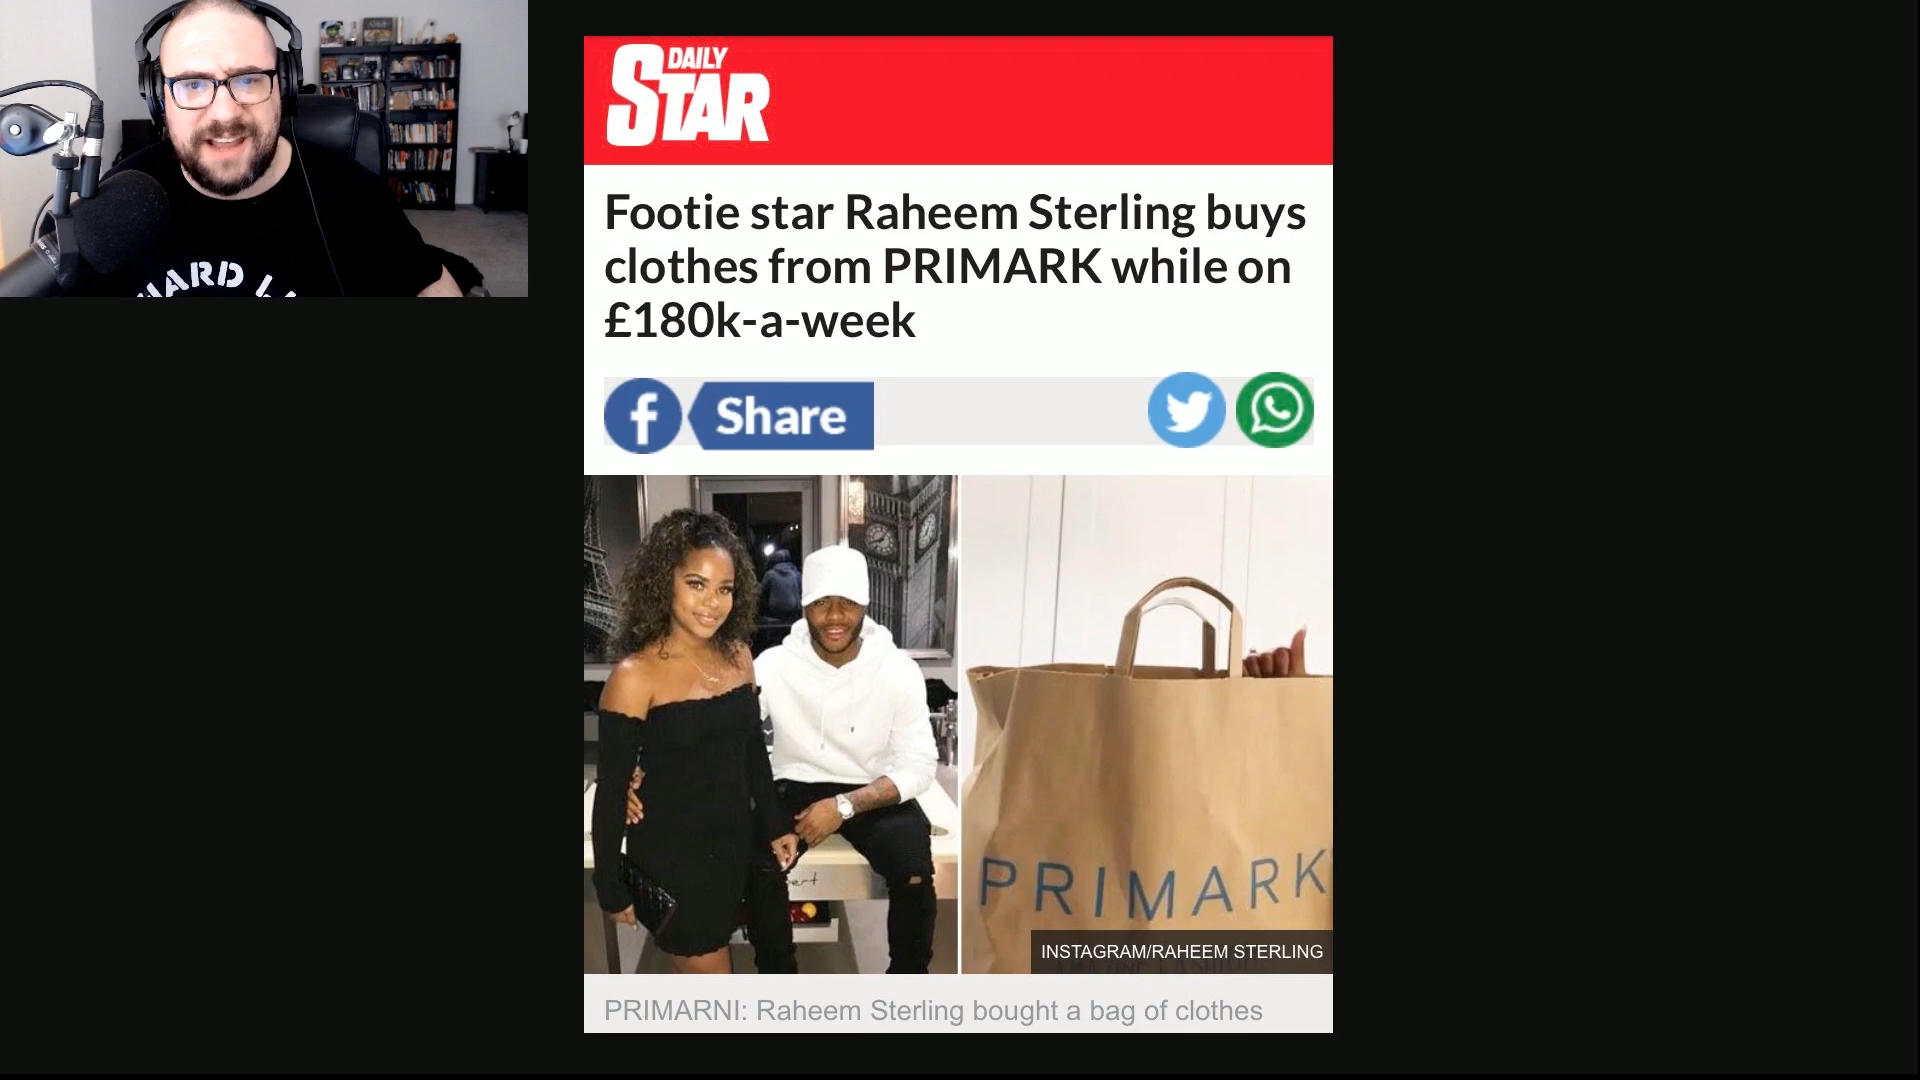 HARD L
DAILY
STAR
Footie star Raheem Sterling buys
clothes from PRIMARK while on
£180k-a-week
f Share
PRIMARK
INSTAGRAM/RAHEEM STERLING
PRIMARNI: Raheem Sterling bought a bag of clothes